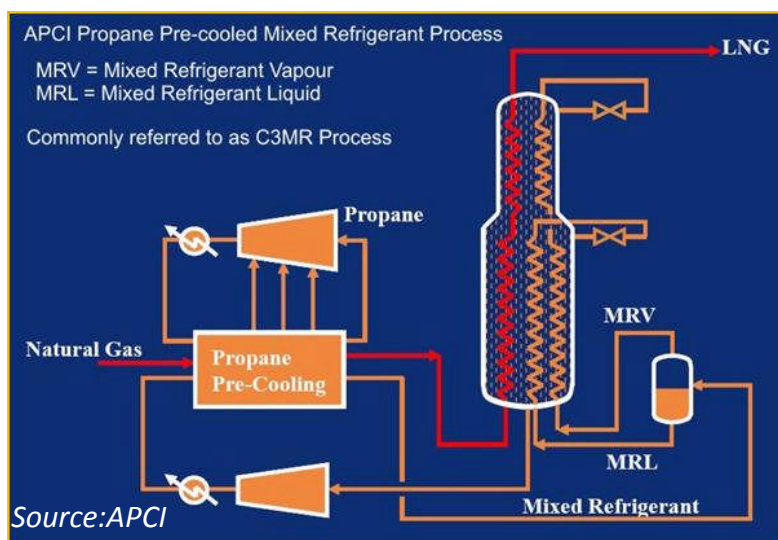 APCI Propane Pre-cooled Mixed Refrigerant Process
MRV = Mixed Refrigerant Vapour
MRL = Mixed Refrigerant Liquid
Commonly referred to as C3MR Process
LNG
Propane
Natural Gas
Propane
Pre-Cooling
MRV
MRL
Mixed Refrigerant
Source:APCI